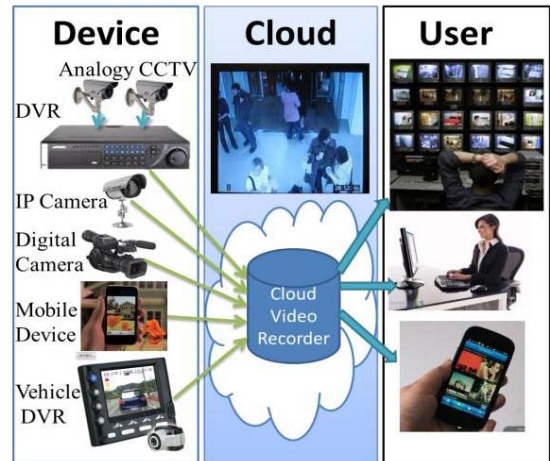 Device
Analogy CCTV
DVR
IP Camera
Digital
Camera
Mobile
Device
Vehicle
DVR
Cloud
Cloud
Video
Recorder
User